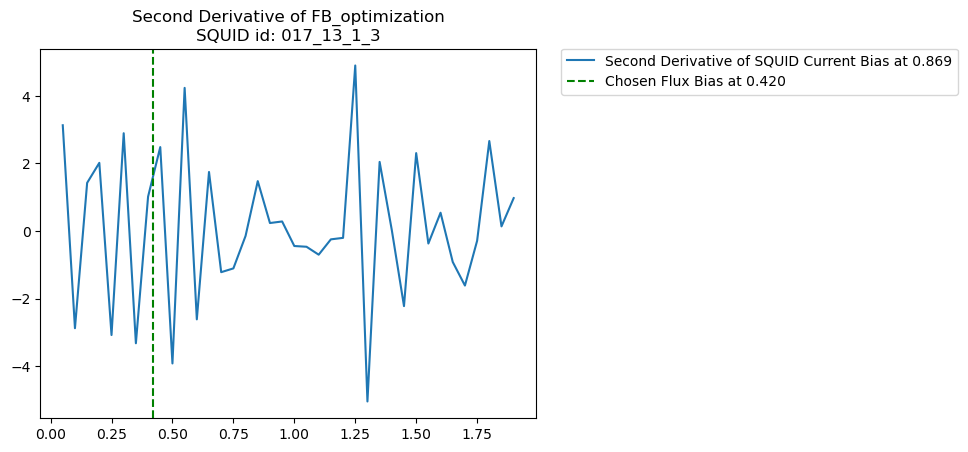 Second Derivative of FB_optimization
SQUID id: 017_13_1_3
Second Derivative of SQUID Current Bias at 0.869
Chosen Flux Bias at 0.420
4
2
0
−2
−4
0.00 0.25 0.50 0.75 1.00 1.25 1.50 1.75